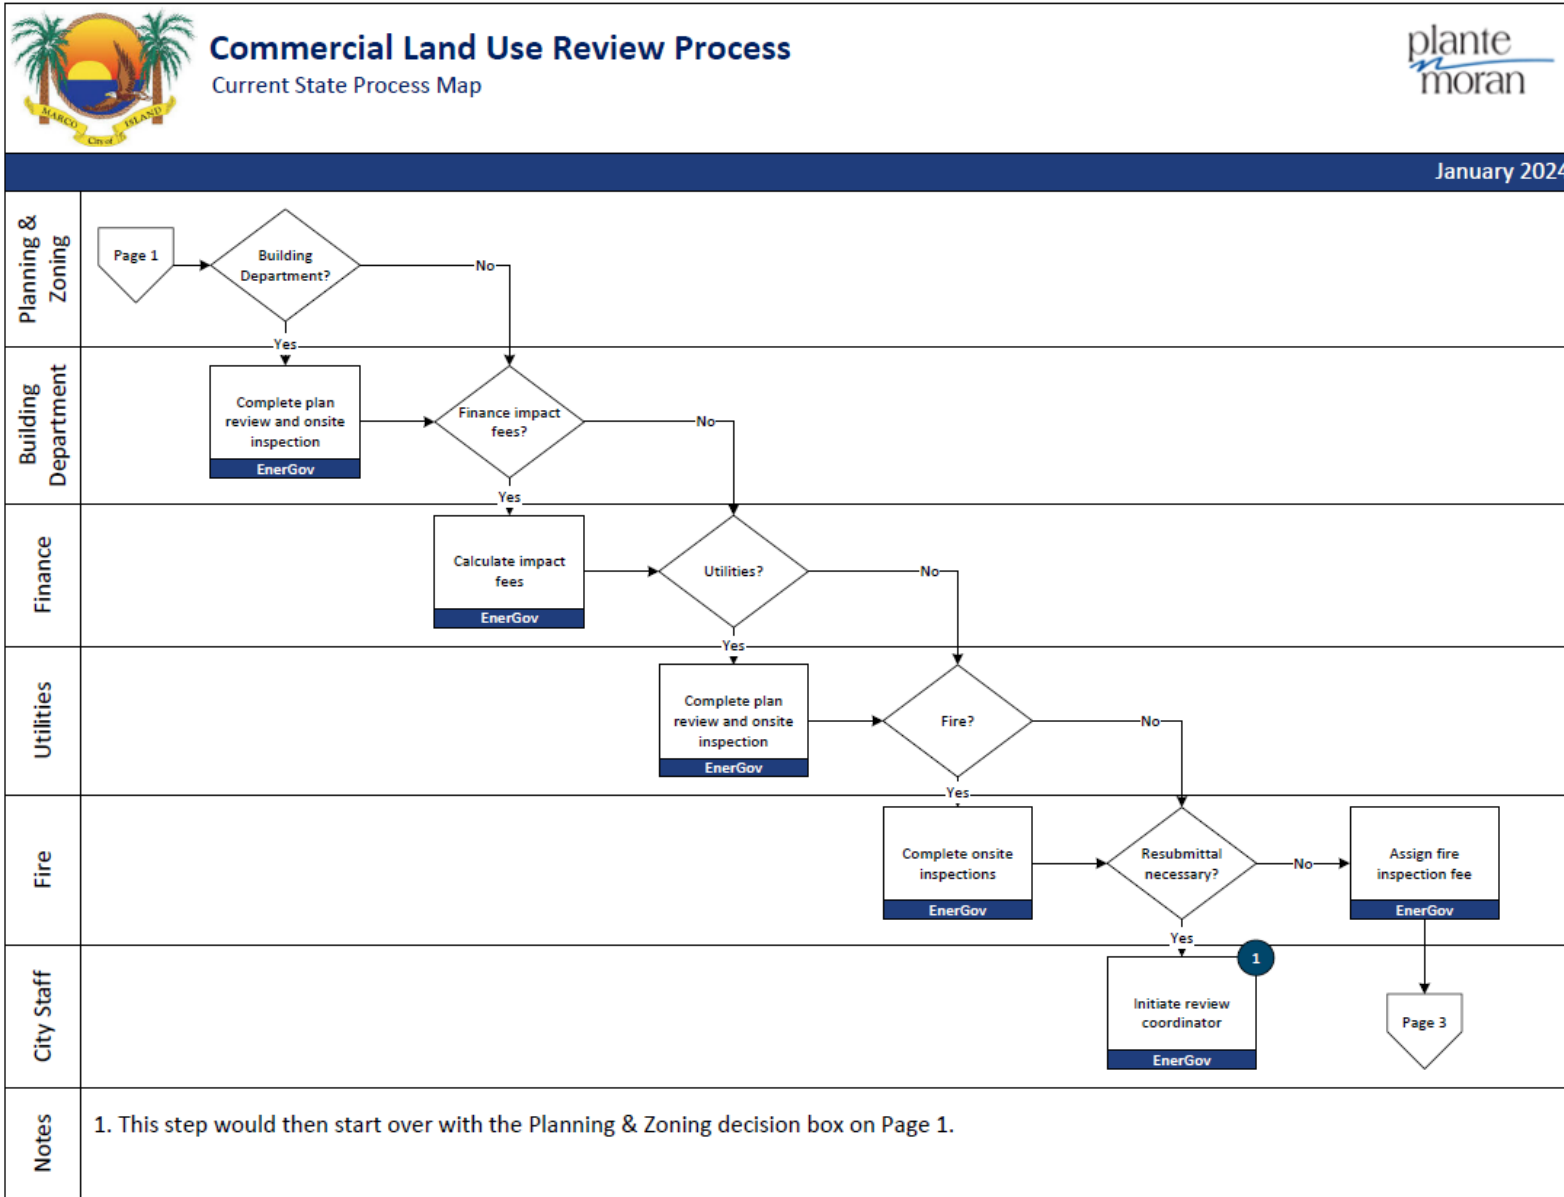 Commercial Land Use Review Process
Current State Process Map
MARCO
City of
ISLAND
plante
moran
January 2024
Planning &
Zoning
Page 1
Building
Department?
No
Yes
Building
Department
Complete plan
review and onsite
inspection
EnerGov
Finance impact
fees?
No
Yes
Finance
Calculate impact
fees
EnerGov
Utilities?
No
Yes
Utilities
Complete plan
review and onsite
inspection
EnerGov
Fire?
No
Yes
Fire
Complete onsite
inspections
EnerGov
Resubmittal
necessary?
No
Yes
Assign fire
inspection fee
EnerGov
City Staff
1
Initiate review
coordinator
EnerGov
Page 3
Notes
1. This step would then start over with the Planning & Zoning decision box on Page 1.